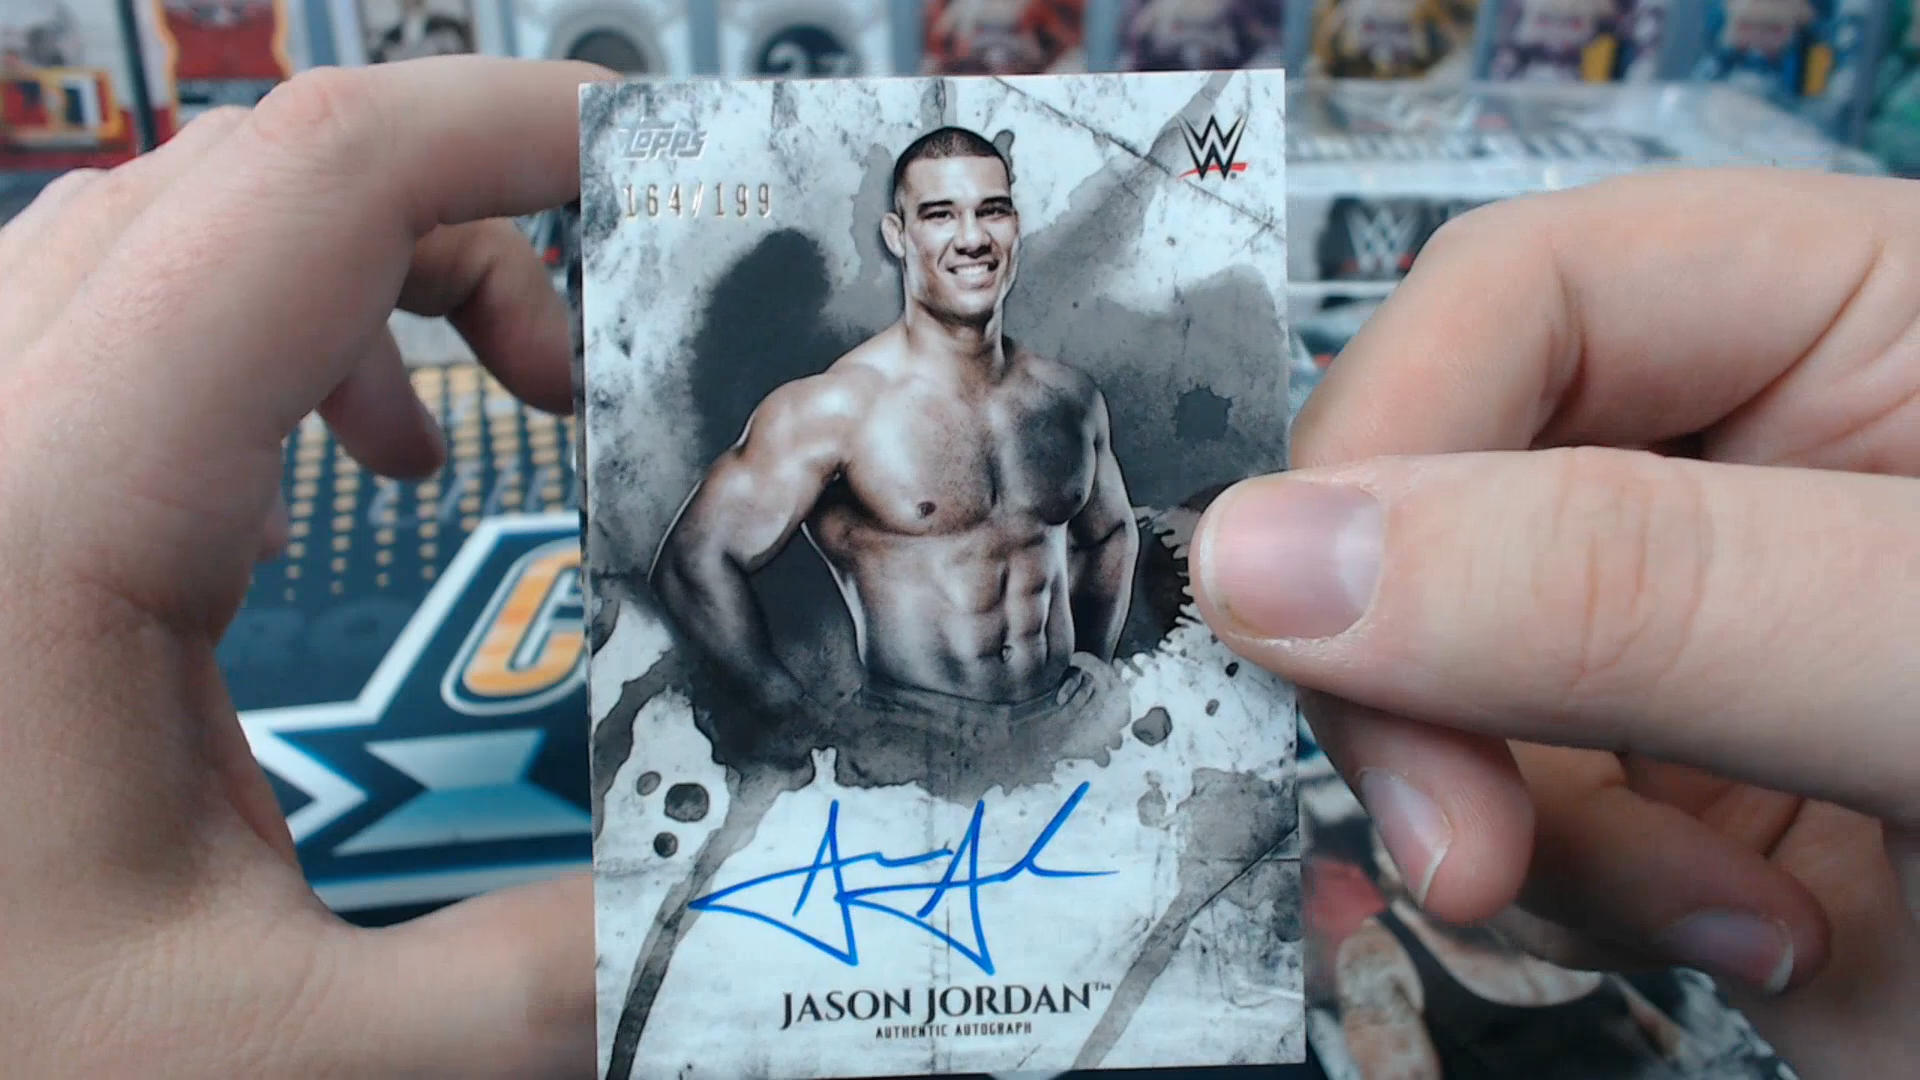 Topps
W
164/199
W
C
JASON JORDAN™
AUTHENTIC AUTOGRAPH